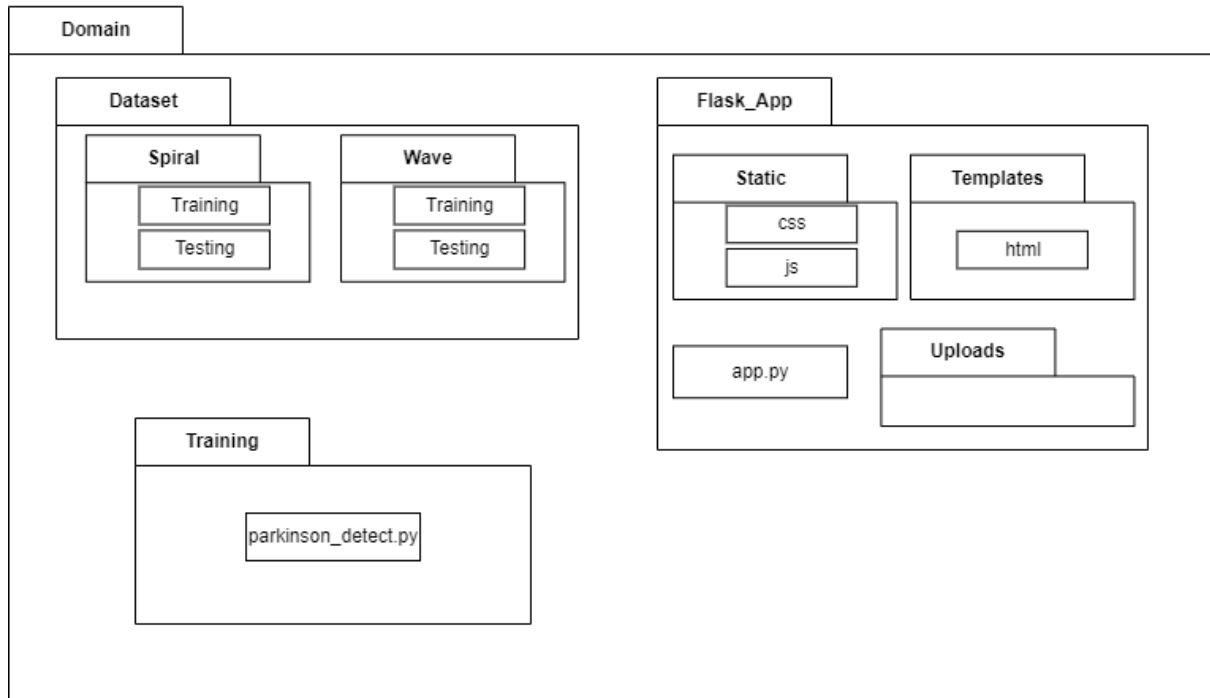 Domain
Dataset
Spiral
Training
Testing
Wave
Training
Testing
Flask_App
Static
css
js
Templates
html
app.py
Uploads
Training
parkinson_detect.py